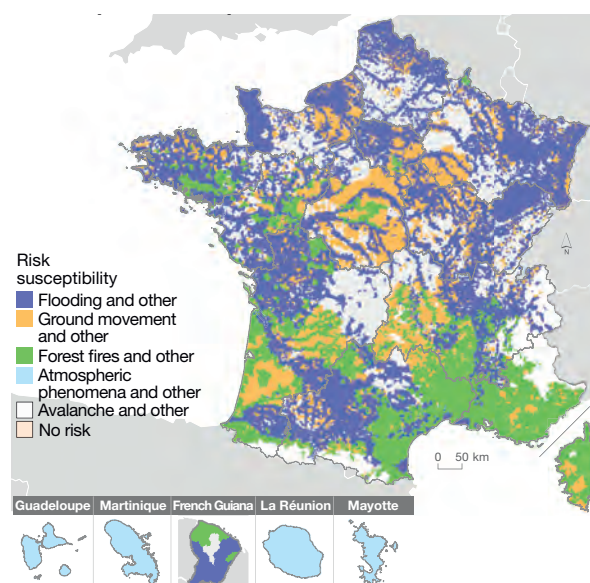 Risk
susceptibility
Flooding and other
Ground movement
and other
Forest fires and other
Atmospheric
phenomena and other
Avalanche and other
No risk
N
0 50 km
Guadeloupe Martinique French Guiana La Réunion Mayotte